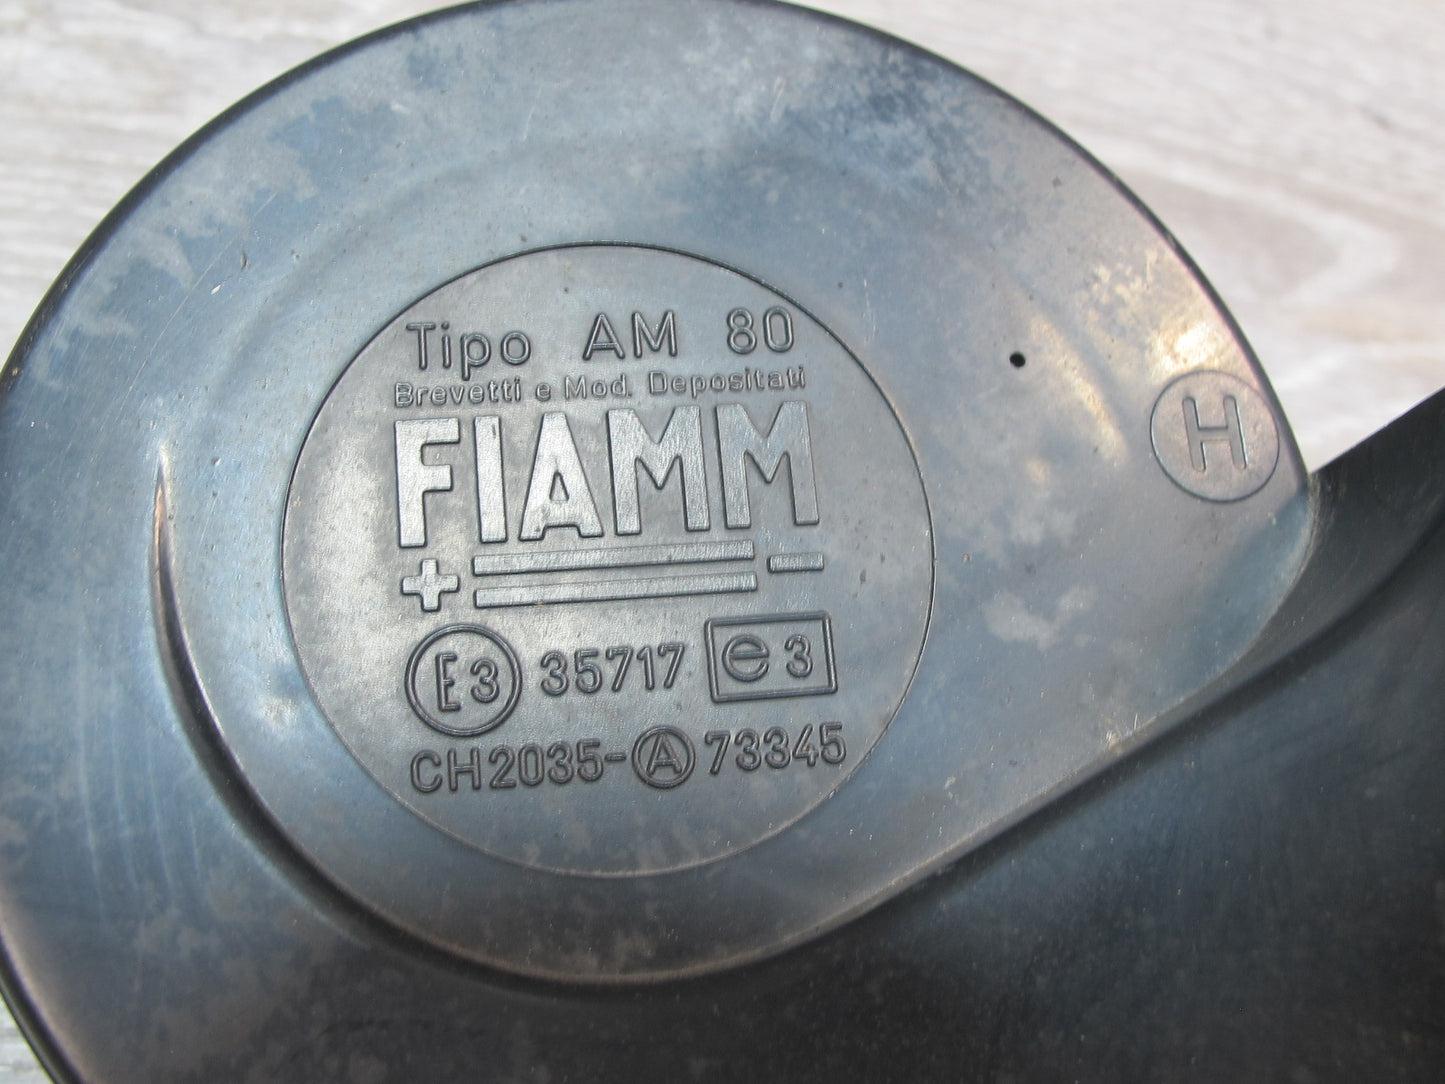 Tipo AM 80
Brevetti e Mod. Depositati
FIAMM
+ -
E3 35717 e3
CH2035-A 73345
H